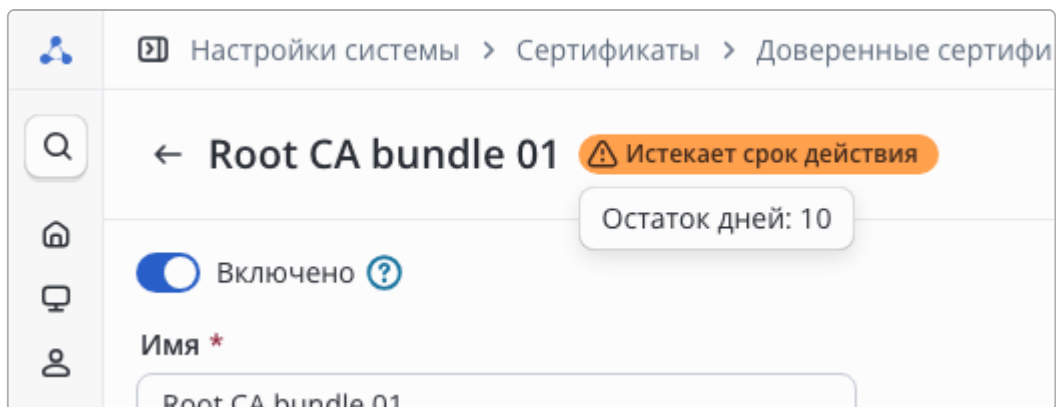 Настройки системы > Сертификаты > Доверенные сертифи
← Root CA bundle 01 Истекает срок действия
Остаток дней: 10
Включено ?
Имя *
Root CA bundle 01